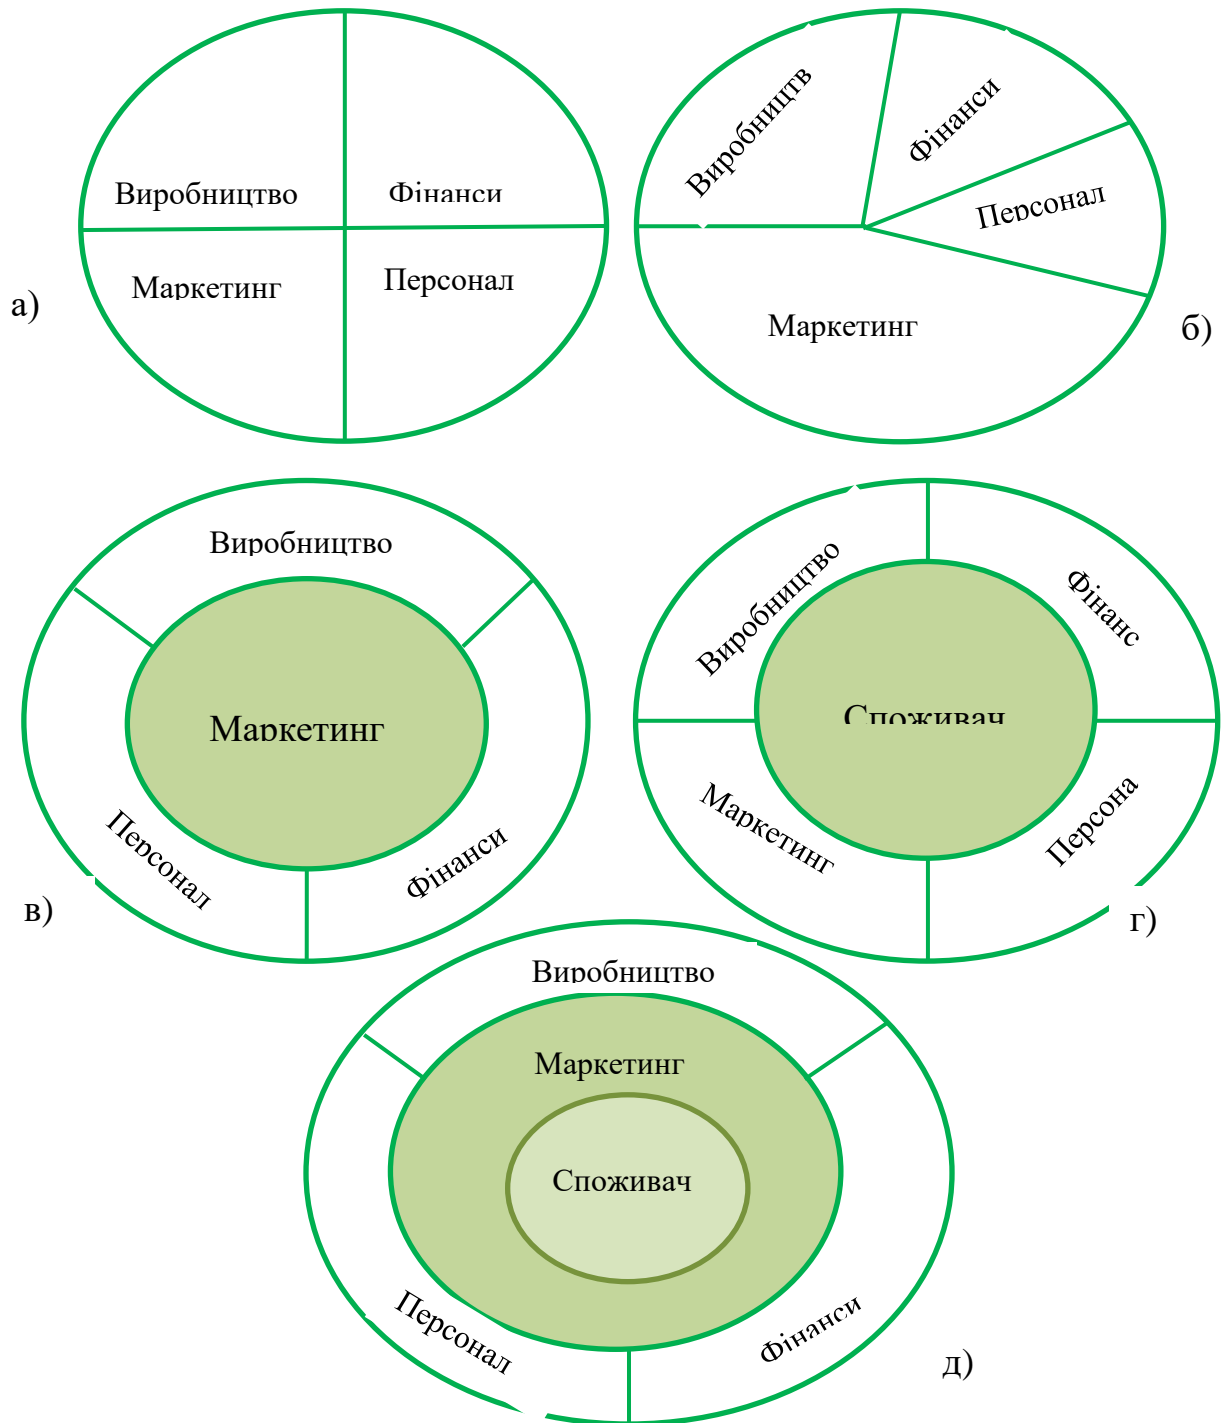 Виробництво
Фінанси
Маркетинг
Персонал
а)
Виробництв
Фінанси
Персонал
Маркетинг
б)
Виробництво
Маркетинг
Персонал
Фінанси
в)
Виробництво
Фінанс
Споживач
Маркетинг
Персона
г)
Виробництво
Маркетинг
Споживач
Персонал
Фінанси
д)